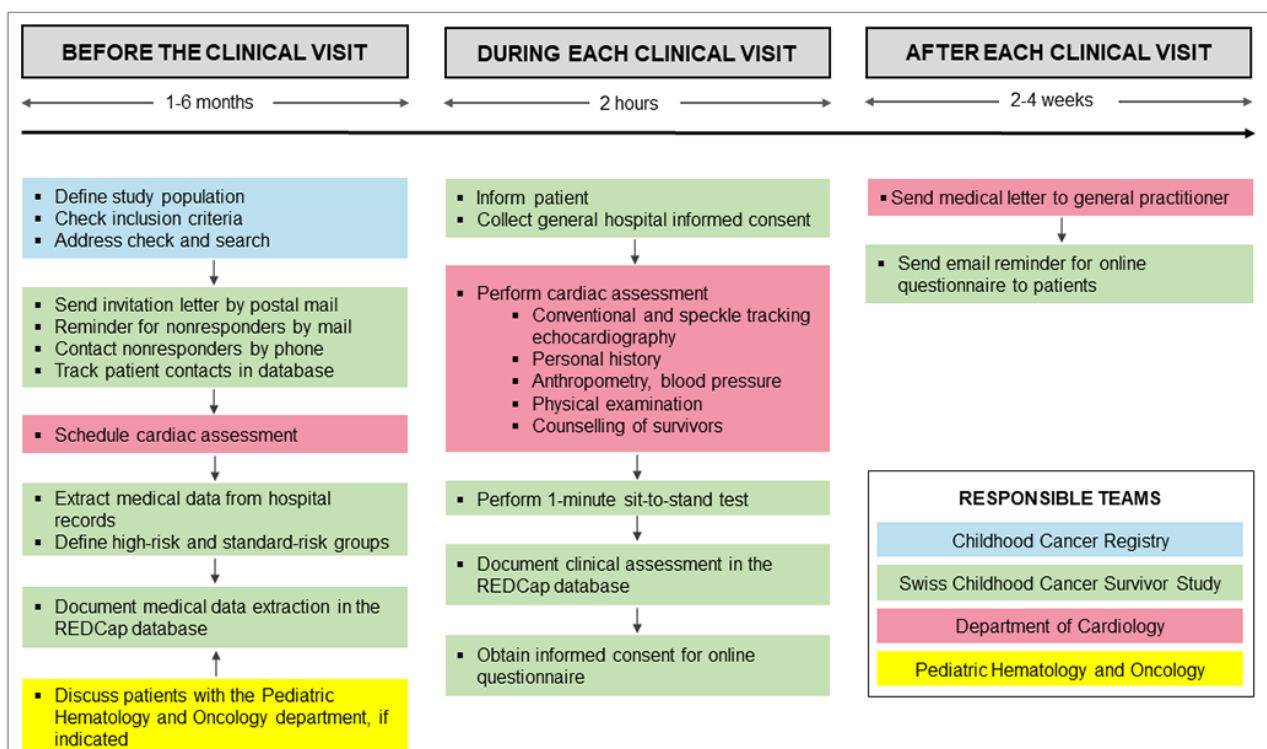 BEFORE THE CLINICAL VISIT
1-6 months
▪ Define study population
▪ Check inclusion criteria
▪ Address check and search
▪ Send invitation letter by postal mail
▪ Reminder for nonresponders by mail
▪ Contact nonresponders by phone
▪ Track patient contacts in database
▪ Schedule cardiac assessment
▪ Extract medical data from hospital
records
▪ Define high-risk and standard-risk groups
▪ Document medical data extraction in the
REDCap database
▪ Discuss patients with the Pediatric
Hematology and Oncology department, if
indicated
DURING EACH CLINICAL VISIT
2 hours
▪ Inform patient
▪ Collect general hospital informed consent
▪ Perform cardiac assessment
▪ Conventional and speckle tracking
echocardiography
▪ Personal history
▪ Anthropometry, blood pressure
▪ Physical examination
▪ Counselling of survivors
▪ Perform 1-minute sit-to-stand test
▪ Document clinical assessment in the
REDCap database
▪ Obtain informed consent for online
questionnaire
AFTER EACH CLINICAL VISIT
2-4 weeks
▪ Send medical letter to general practitioner
▪ Send email reminder for online
questionnaire to patients
RESPONSIBLE TEAMS
Childhood Cancer Registry
Swiss Childhood Cancer Survivor Study
Department of Cardiology
Pediatric Hematology and Oncology